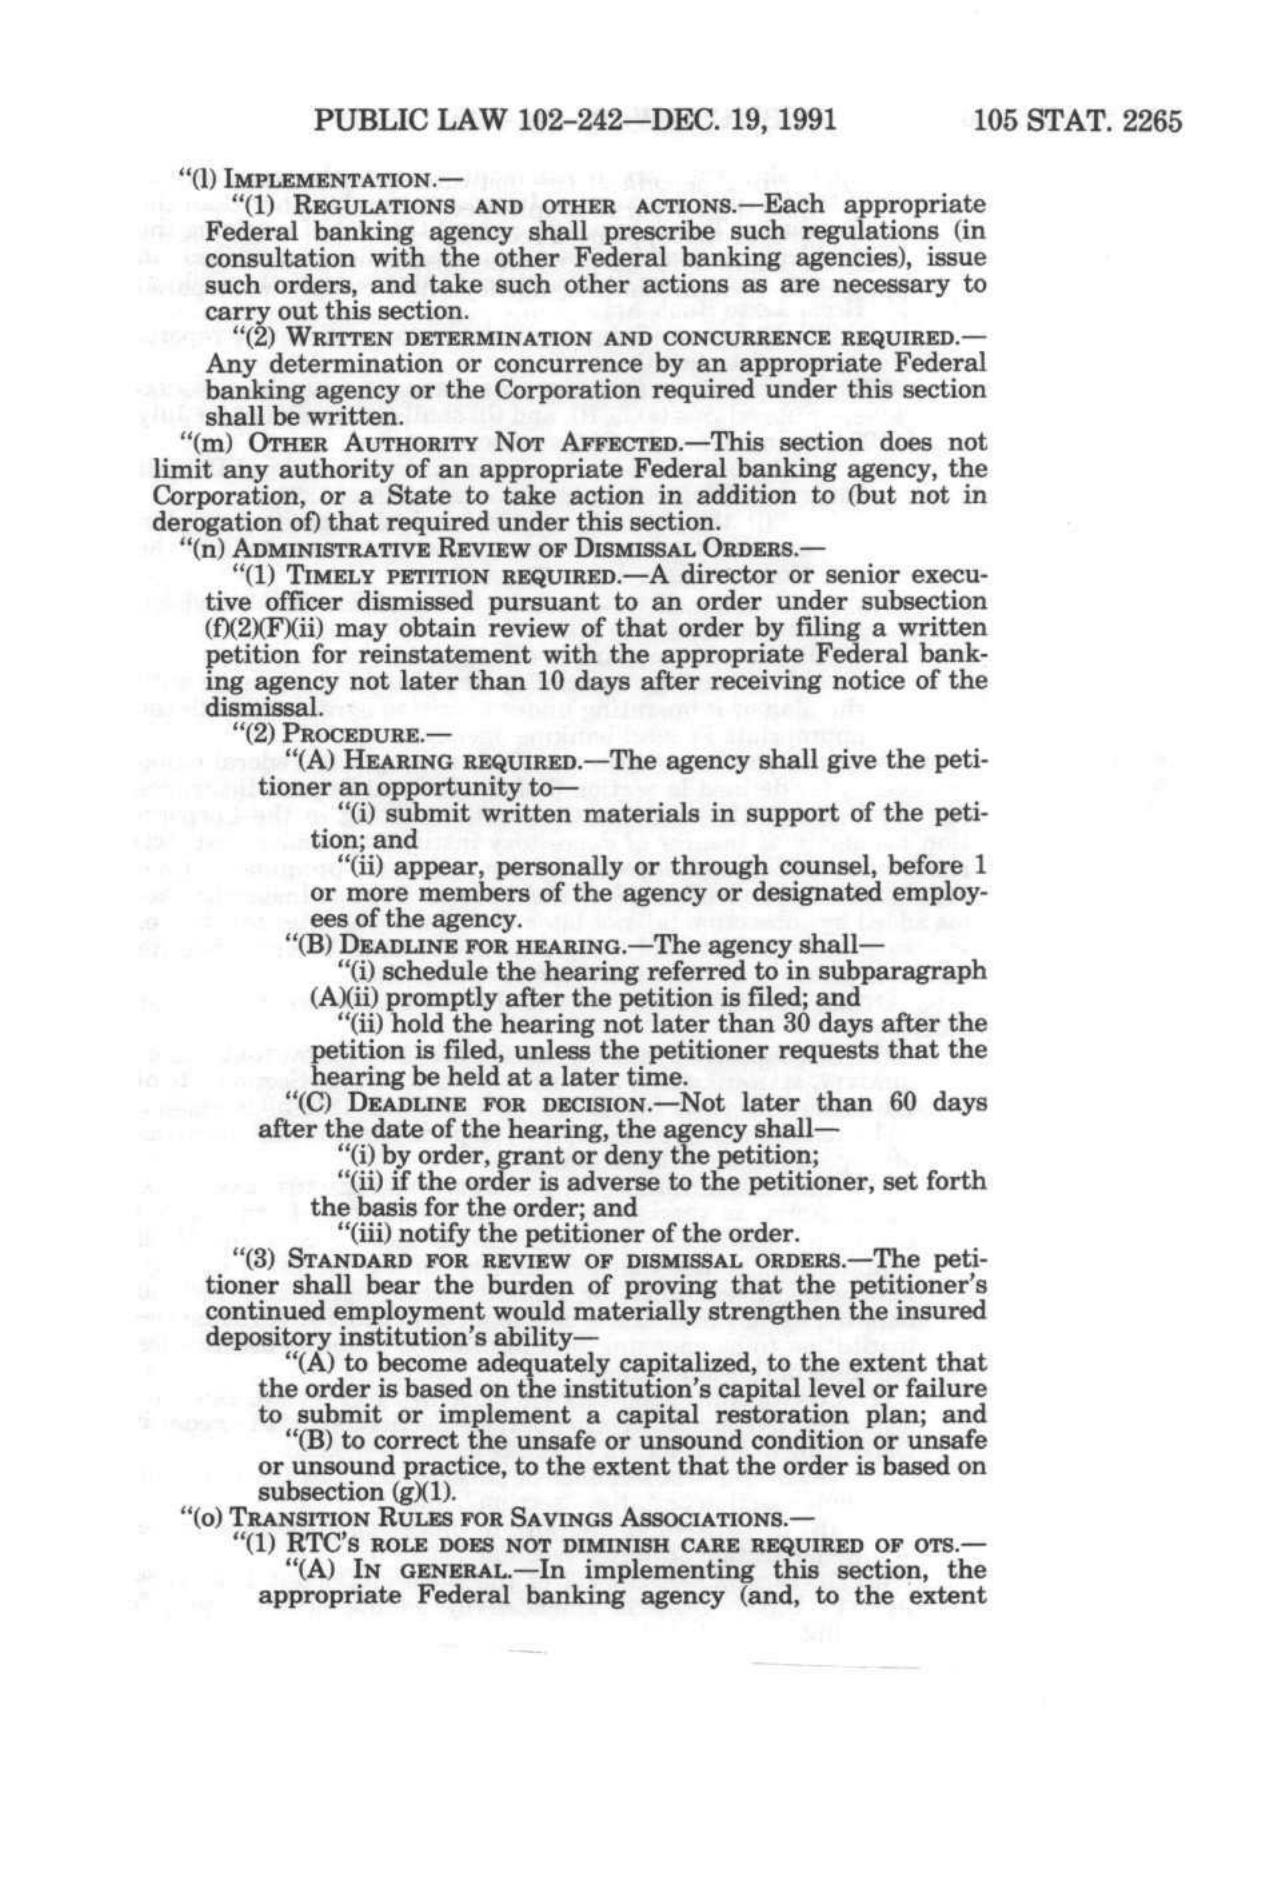 PUBLIC LAW 102–242—DEC. 19, 1991 105 STAT. 2265
“(l) IMPLEMENTATION.—
“(1) REGULATIONS AND OTHER ACTIONS.—Each appropriate
Federal banking agency shall prescribe such regulations (in
consultation with the other Federal banking agencies), issue
such orders, and take such other actions as are necessary to
carry out this section.
“(2) WRITTEN DETERMINATION AND CONCURRENCE REQUIRED.—
Any determination or concurrence by an appropriate Federal
banking agency or the Corporation required under this section
shall be written.
“(m) OTHER AUTHORITY NOT AFFECTED.—This section does not
limit any authority of an appropriate Federal banking agency, the
Corporation, or a State to take action in addition to (but not in
derogation of) that required under this section.
“(n) ADMINISTRATIVE REVIEW OF DISMISSAL ORDERS.—
“(1) TIMELY PETITION REQUIRED.—A director or senior execu-
tive officer dismissed pursuant to an order under subsection
(f)(2)(F)(ii) may obtain review of that order by filing a written
petition for reinstatement with the appropriate Federal bank-
ing agency not later than 10 days after receiving notice of the
dismissal.
“(2) PROCEDURE.—
“(A) HEARING REQUIRED.—The agency shall give the peti-
tioner an opportunity to—
“(i) submit written materials in support of the peti-
tion; and
“(ii) appear, personally or through counsel, before 1
or more members of the agency or designated employ-
ees of the agency.
“(B) DEADLINE FOR HEARING.—The agency shall—
“(i) schedule the hearing referred to in subparagraph
(A)(ii) promptly after the petition is filed; and
“(ii) hold the hearing not later than 30 days after the
petition is filed, unless the petitioner requests that the
hearing be held at a later time.
“(C) DEADLINE FOR DECISION.—Not later than 60 days
after the date of the hearing, the agency shall—
“(i) by order, grant or deny the petition;
“(ii) if the order is adverse to the petitioner, set forth
the basis for the order; and
“(iii) notify the petitioner of the order.
“(3) STANDARD FOR REVIEW OF DISMISSAL ORDERS.—The peti-
tioner shall bear the burden of proving that the petitioner’s
continued employment would materially strengthen the insured
depository institution’s ability—
“(A) to become adequately capitalized, to the extent that
the order is based on the institution’s capital level or failure
to submit or implement a capital restoration plan; and
“(B) to correct the unsafe or unsound condition or unsafe
or unsound practice, to the extent that the order is based on
subsection (g)(1).
“(o) TRANSITION RULES FOR SAVINGS ASSOCIATIONS.—
“(1) RTC’S ROLE DOES NOT DIMINISH CARE REQUIRED OF OTS.—
“(A) IN GENERAL.—In implementing this section, the
appropriate Federal banking agency (and, to the extent